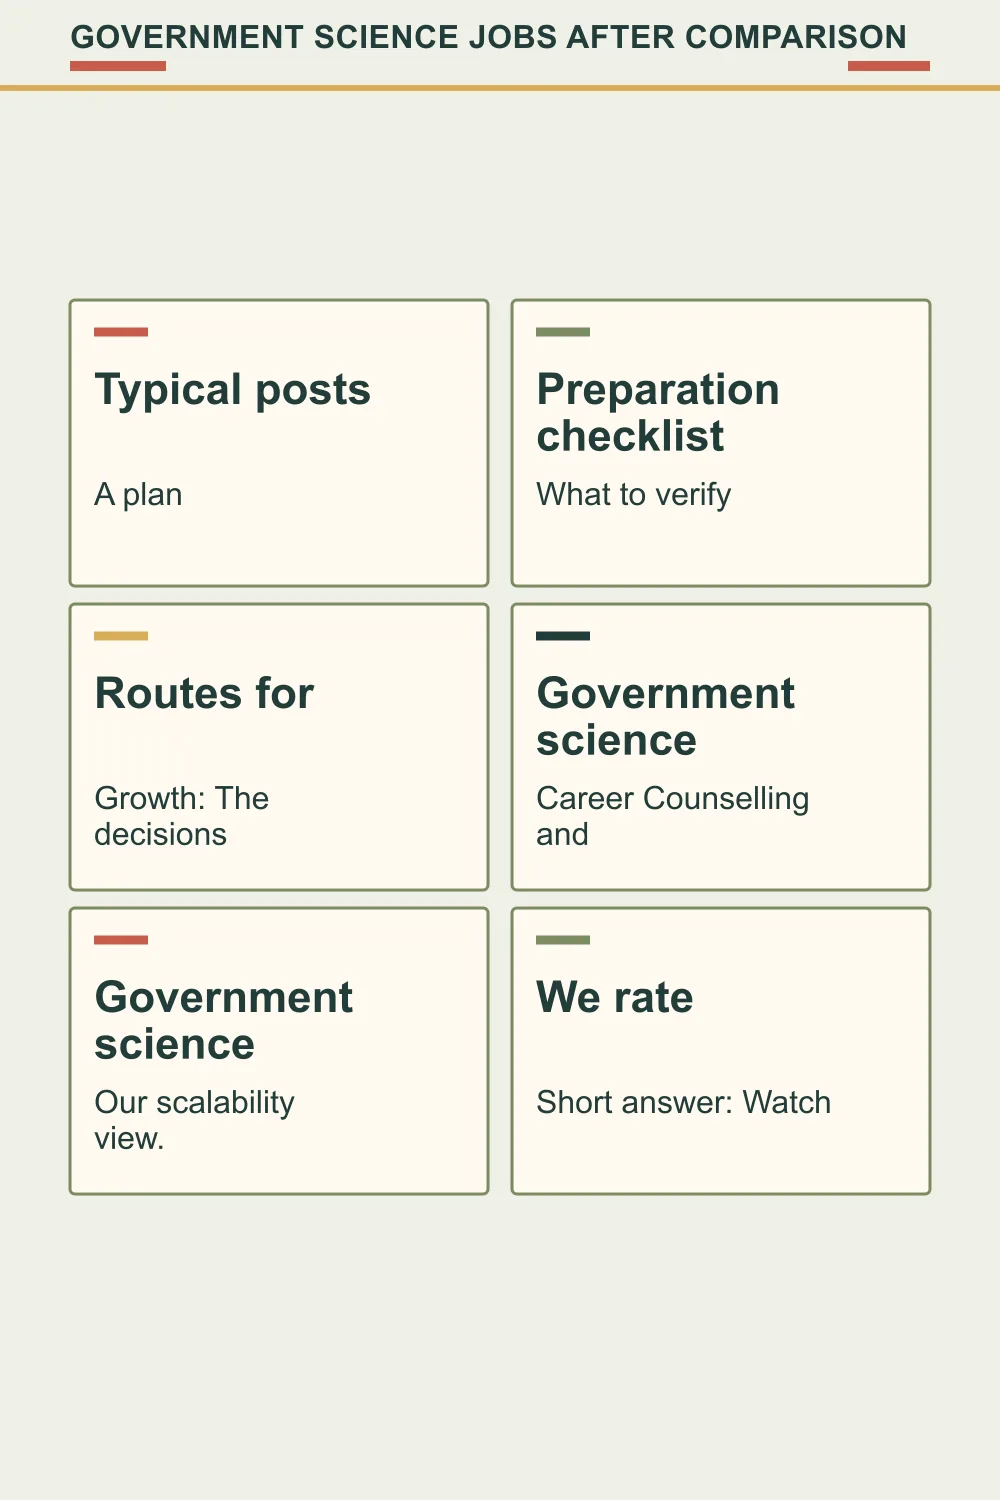 GOVERNMENT SCIENCE JOBS AFTER COMPARISON
Typical posts
A plan
Preparation
checklist
What to verify
Routes for
Growth: The
decisions
Government
science
Career Counselling
and
Government
science
Our scalability
view.
We rate
Short answer: Watch